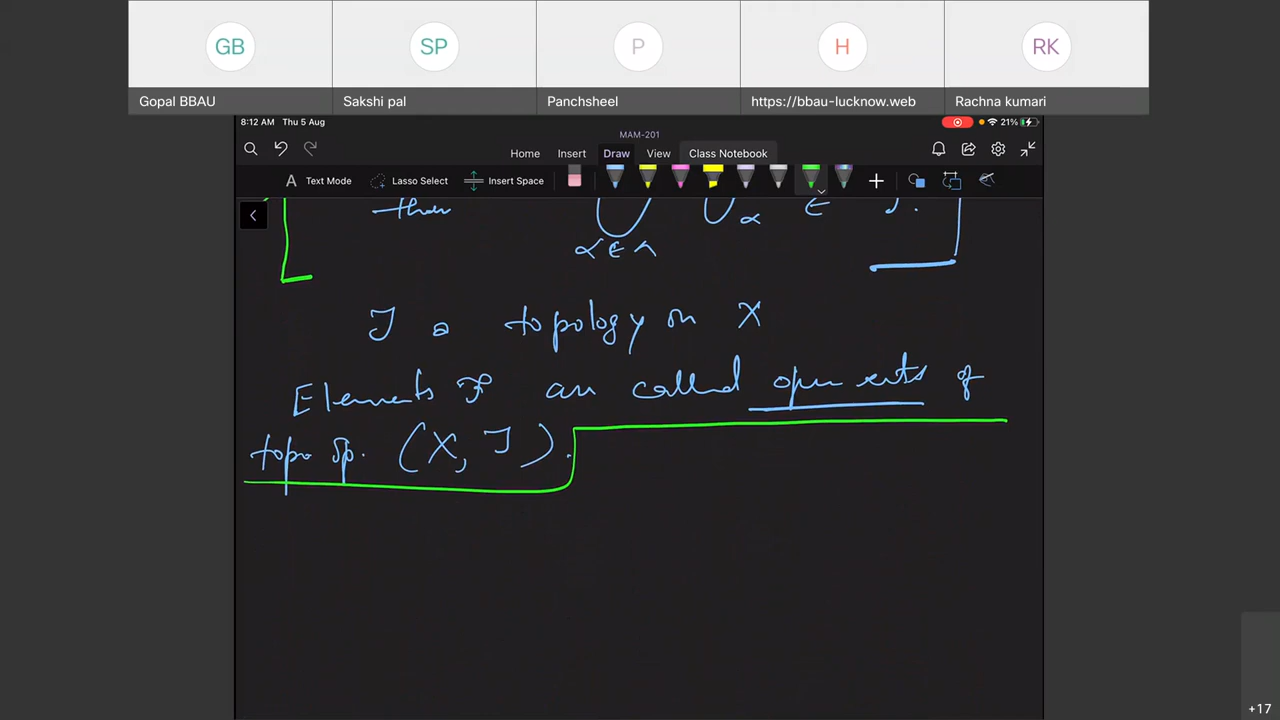 GB SP P H RK
Gopal BBAU Sakshi pal Panchsheel https://bbau-lucknow.web Rachna kumari
8:12 AM Thu 5 Aug 21%
MAM-201
Home Insert Draw View Class Notebook
Text Mode Lasso Select Insert Space
then ∪ U_α ∈ J.
α ∈ Λ
J a topology on X
Elements J are called open sets of
topo sp. (X, J).
+17